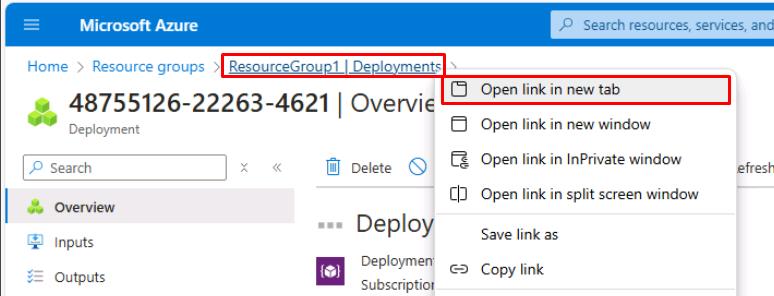 Microsoft Azure
Search resources, services, and
Home > Resource groups > ResourceGroup1 | Deployments >
48755126-22263-4621 | Overvie
Deployment
Search
Delete
efresh
Overview
Inputs
Outputs
Deploy
Deployment
Subscription
Open link in new tab
Open link in new window
Open link in InPrivate window
Open link in split screen window
Save link as
Copy link